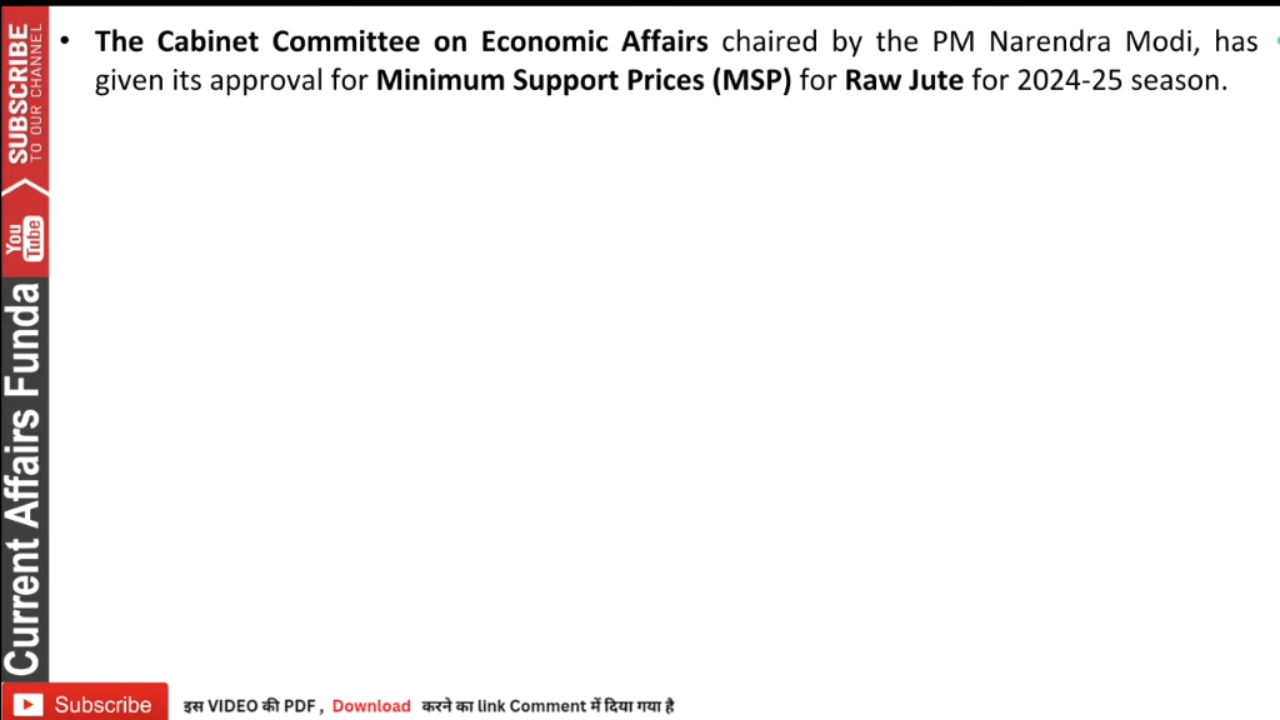 • The Cabinet Committee on Economic Affairs chaired by the PM Narendra Modi, has
given its approval for Minimum Support Prices (MSP) for Raw Jute for 2024-25 season.
SUBSCRIBE
TO OUR CHANNEL
You Tube
Current Affairs Funda
Subscribe
इस VIDEO की PDF , Download करने का link Comment में दिया गया है